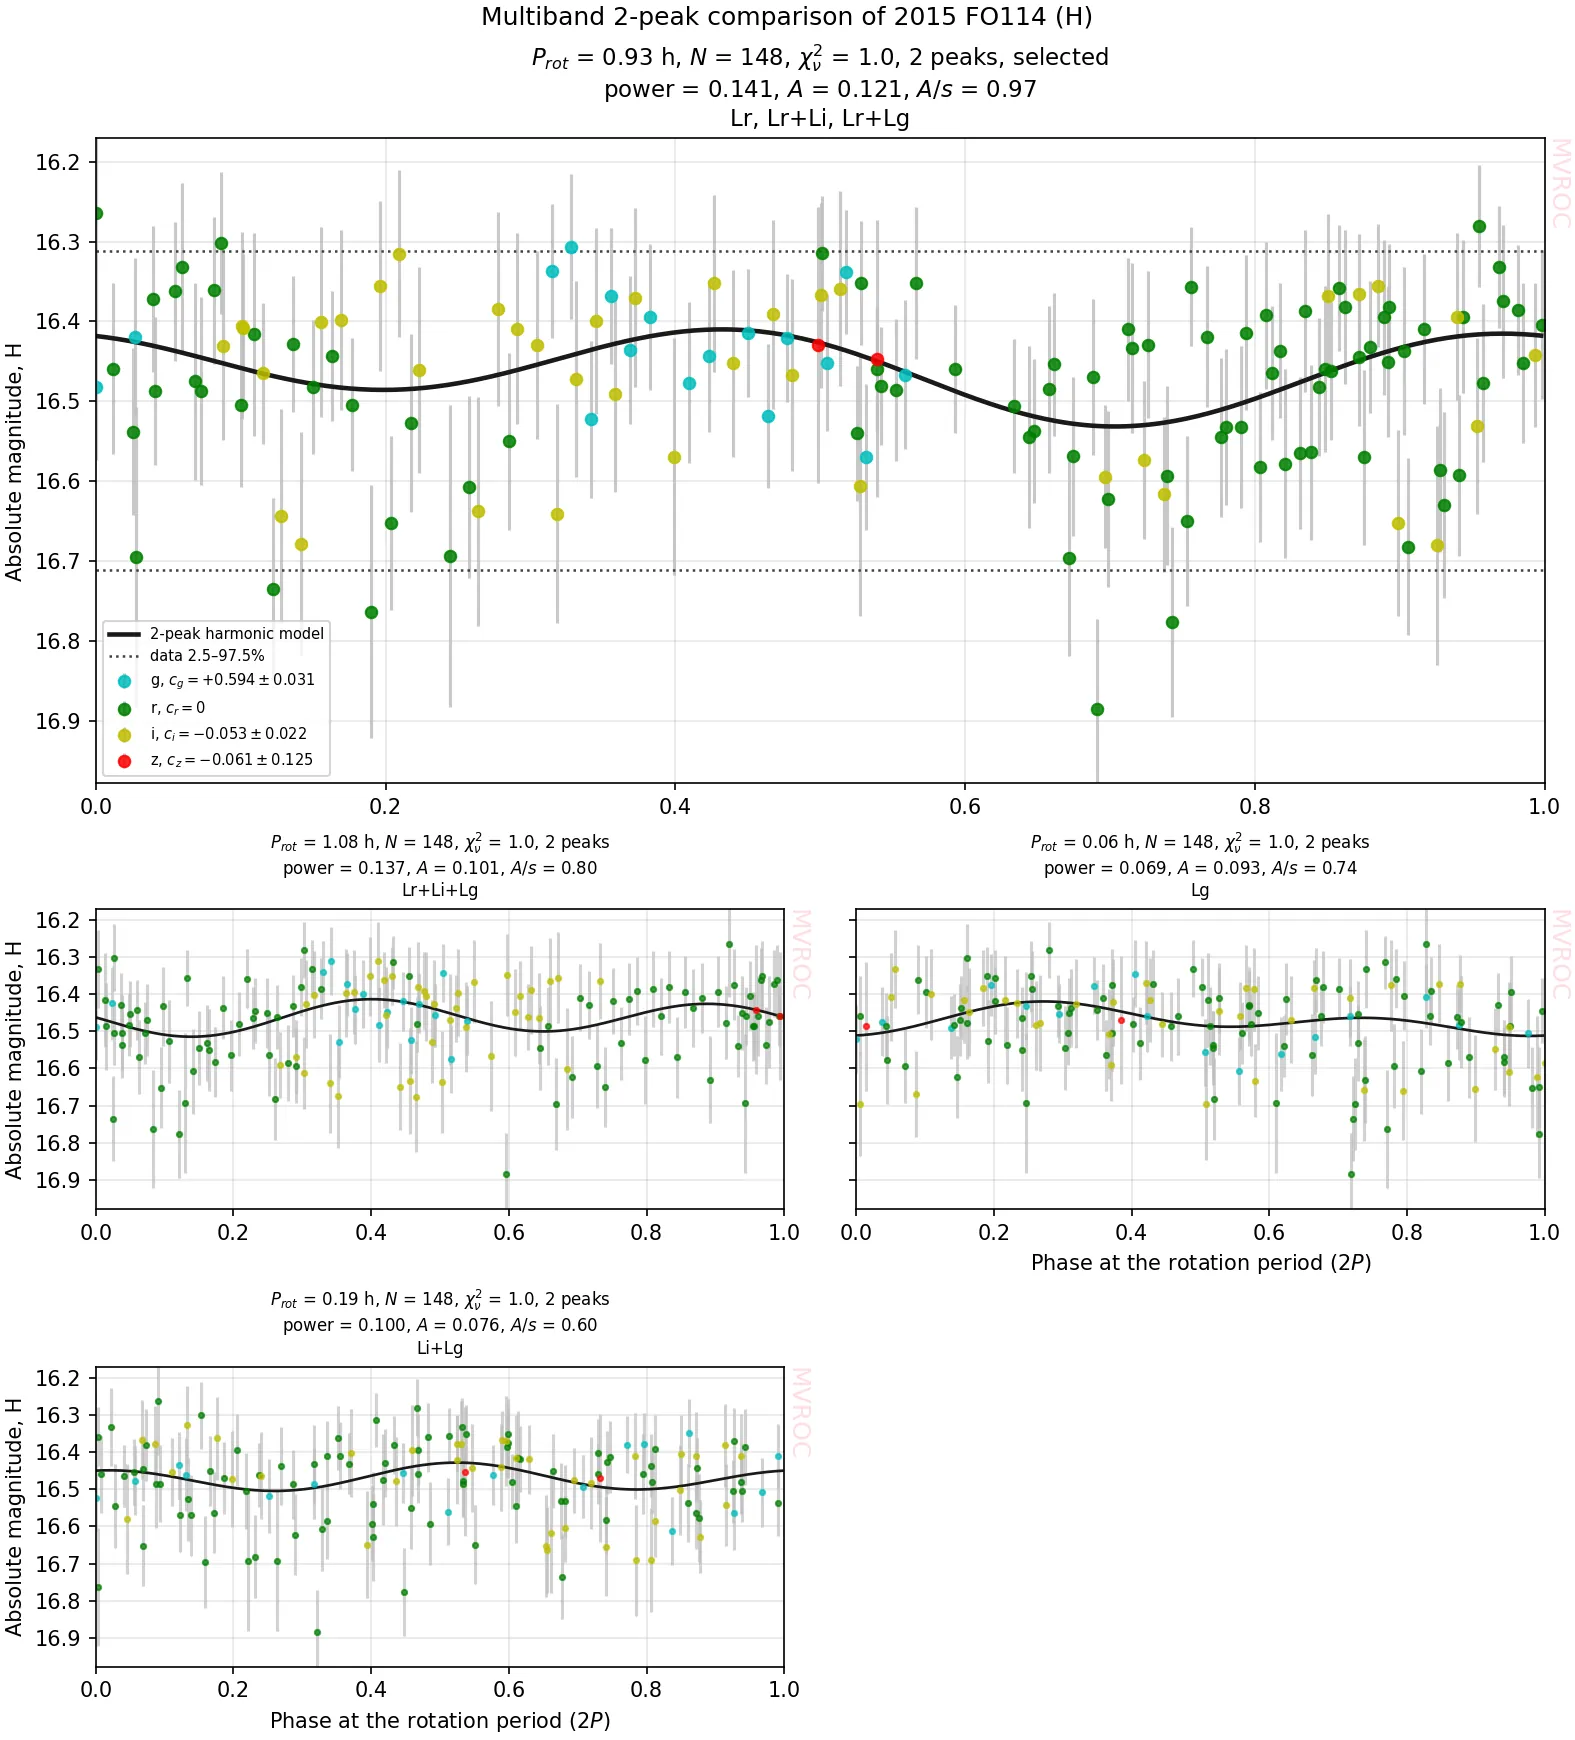 Multiband 2-peak comparison of 2015 FO114 (H)
P_rot = 0.93 h, N = 148, χ²_ν = 1.0, 2 peaks, selected
power = 0.141, A = 0.121, A/s = 0.97
Lr, Lr+Li, Lr+Lg
MVROC
Absolute magnitude, H
16.2
16.3
16.4
16.5
16.6
16.7
16.8
16.9
2-peak harmonic model
data 2.5–97.5%
g, c_g = +0.594 ± 0.031
r, c_r = 0
i, c_i = −0.053 ± 0.022
z, c_z = −0.061 ± 0.125
0.0 0.2 0.4 0.6 0.8 1.0
P_rot = 1.08 h, N = 148, χ²_ν = 1.0, 2 peaks
power = 0.137, A = 0.101, A/s = 0.80
Lr+Li+Lg
MVROC
Absolute magnitude, H
16.2
16.3
16.4
16.5
16.6
16.7
16.8
16.9
0.0 0.2 0.4 0.6 0.8 1.0
P_rot = 0.06 h, N = 148, χ²_ν = 1.0, 2 peaks
power = 0.069, A = 0.093, A/s = 0.74
Lg
MVROC
0.0 0.2 0.4 0.6 0.8 1.0
Phase at the rotation period (2P)
P_rot = 0.19 h, N = 148, χ²_ν = 1.0, 2 peaks
power = 0.100, A = 0.076, A/s = 0.60
Li+Lg
MVROC
Absolute magnitude, H
16.2
16.3
16.4
16.5
16.6
16.7
16.8
16.9
0.0 0.2 0.4 0.6 0.8 1.0
Phase at the rotation period (2P)